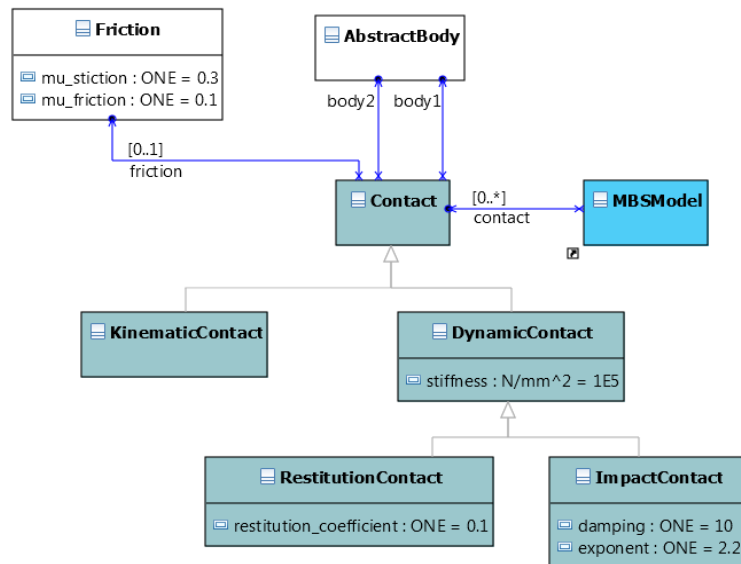 Friction
mu_stiction : ONE = 0.3
mu_friction : ONE = 0.1
AbstractBody
body2
body1
[0..1]
friction
Contact
[0..*]
contact
MBSModel
KinematicContact
DynamicContact
stiffness : N/mm^2 = 1E5
RestitutionContact
restitution_coefficient : ONE = 0.1
ImpactContact
damping : ONE = 10
exponent : ONE = 2.2